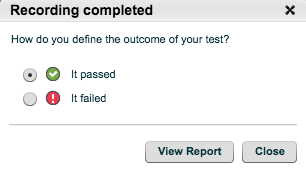 Recording completed
How do you define the outcome of your test?
It passed
It failed
View Report
Close